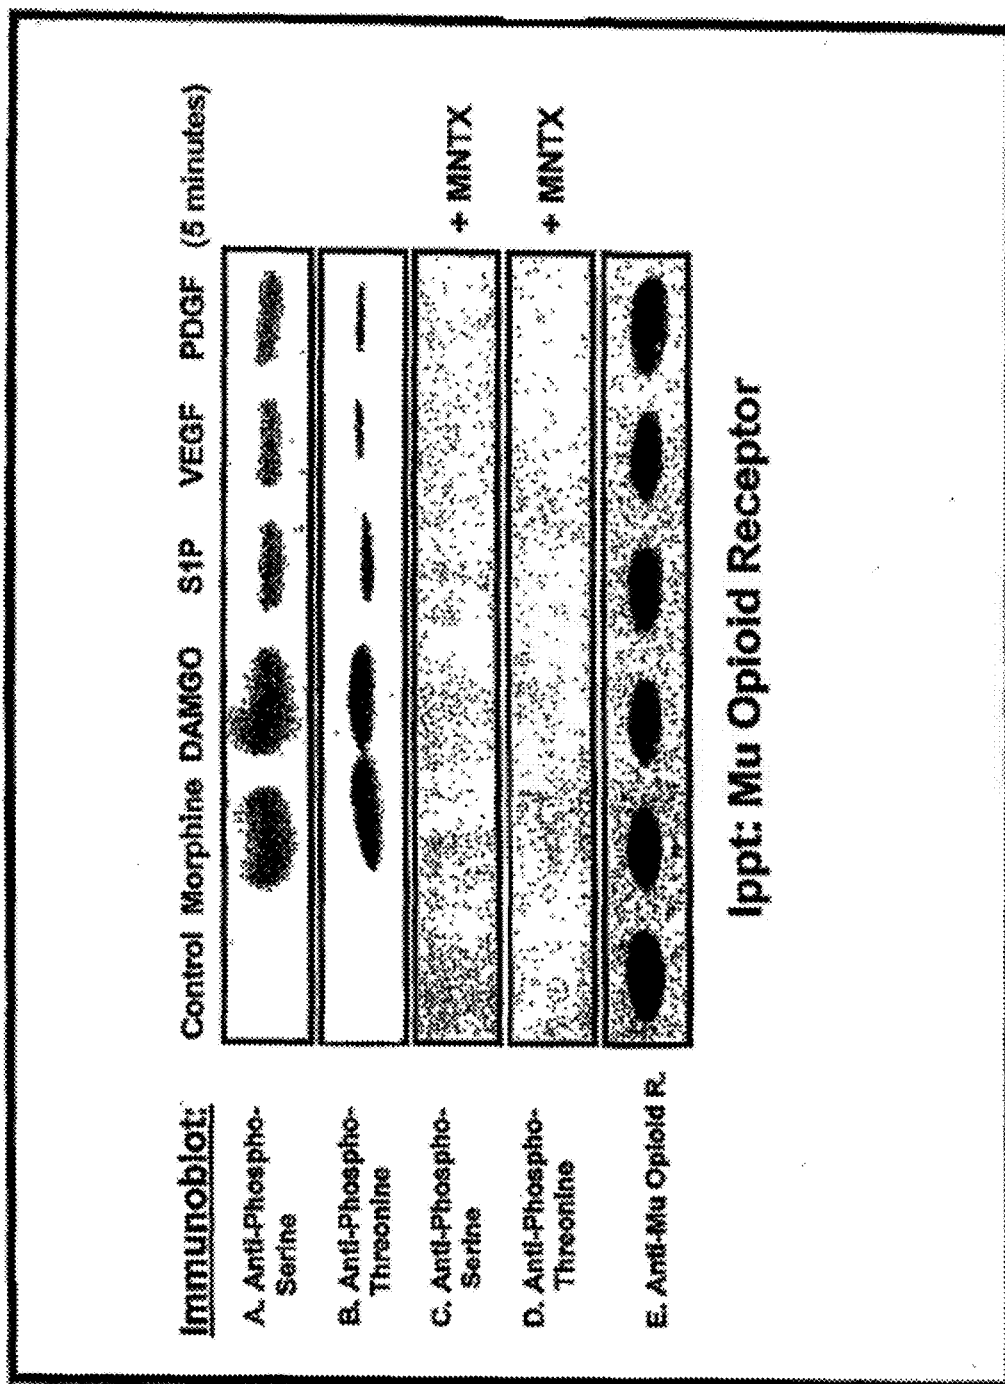 Immunoblot:
Control Morphine DAMGO S1P VEGF PDGF (5 minutes)
A. Anti-Phospho-
Serine
B. Anti-Phospho-
Threonine
C. Anti-Phospho-
Serine
+ MNTX
D. Anti-Phospho-
Threonine
+ MNTX
E. Anti-Mu Opioid R.
Ippt: Mu Opioid Receptor